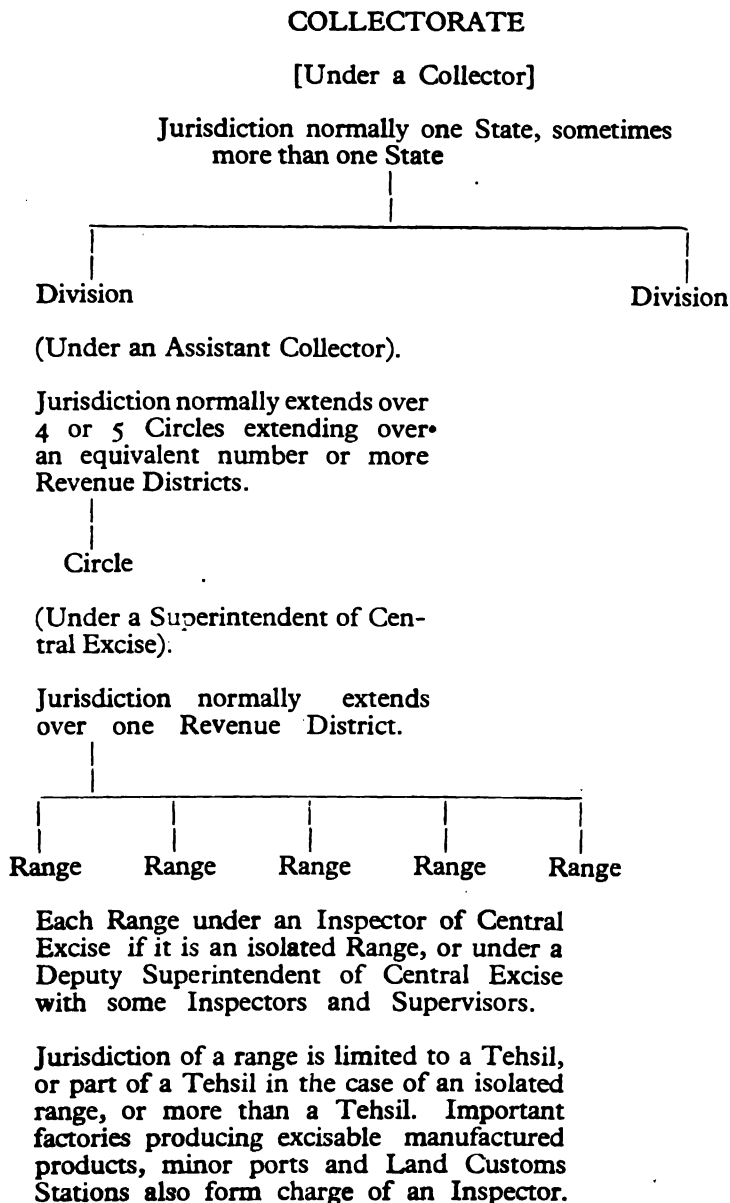 COLLECTORATE
[Under a Collector]
Jurisdiction normally one State, sometimes
more than one State
Division Division
(Under an Assistant Collector).
Jurisdiction normally extends over
4 or 5 Circles extending over
an equivalent number or more
Revenue Districts.
Circle
(Under a Superintendent of Cen-
tral Excise).
Jurisdiction normally extends
over one Revenue District.
Range Range Range Range Range
Each Range under an Inspector of Central
Excise if it is an isolated Range, or under a
Deputy Superintendent of Central Excise
with some Inspectors and Supervisors.
Jurisdiction of a range is limited to a Tehsil,
or part of a Tehsil in the case of an isolated
range, or more than a Tehsil. Important
factories producing excisable manufactured
products, minor ports and Land Customs
Stations also form charge of an Inspector.